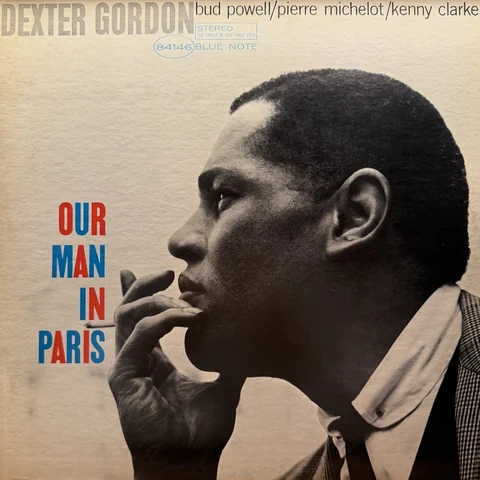 DEXTER GORDON bud powell/pierre michelot/kenny clarke
STEREO
84146 BLUE NOTE
OUR
MAN
IN
PARIS